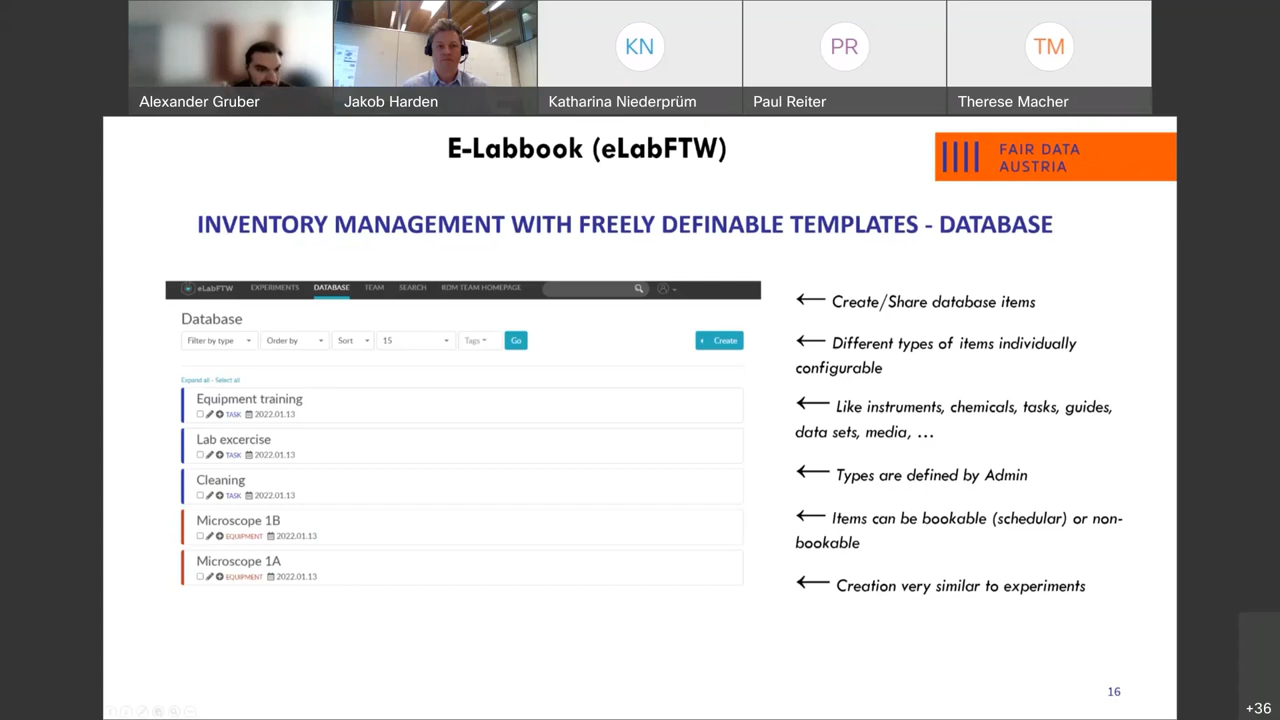 KN
PR
TM
Alexander Gruber
Jakob Harden
Katharina Niederprüm
Paul Reiter
Therese Macher
E-Labbook (eLabFTW)
FAIR DATA
AUSTRIA
INVENTORY MANAGEMENT WITH FREELY DEFINABLE TEMPLATES - DATABASE
eLabFTW EXPERIMENTS DATABASE TEAM SEARCH RDM TEAM HOMEPAGE
Database
Filter by type Order by Sort 15 Tags Go Create
Expand all - Select all
Equipment training
TASK 2022.01.13
Lab excercise
TASK 2022.01.13
Cleaning
TASK 2022.01.13
Microscope 1B
EQUIPMENT 2022.01.13
Microscope 1A
EQUIPMENT 2022.01.13
← Create/Share database items
← Different types of items individually
configurable
← Like instruments, chemicals, tasks, guides,
data sets, media, ...
← Types are defined by Admin
← Items can be bookable (schedular) or non-
bookable
← Creation very similar to experiments
16
+36